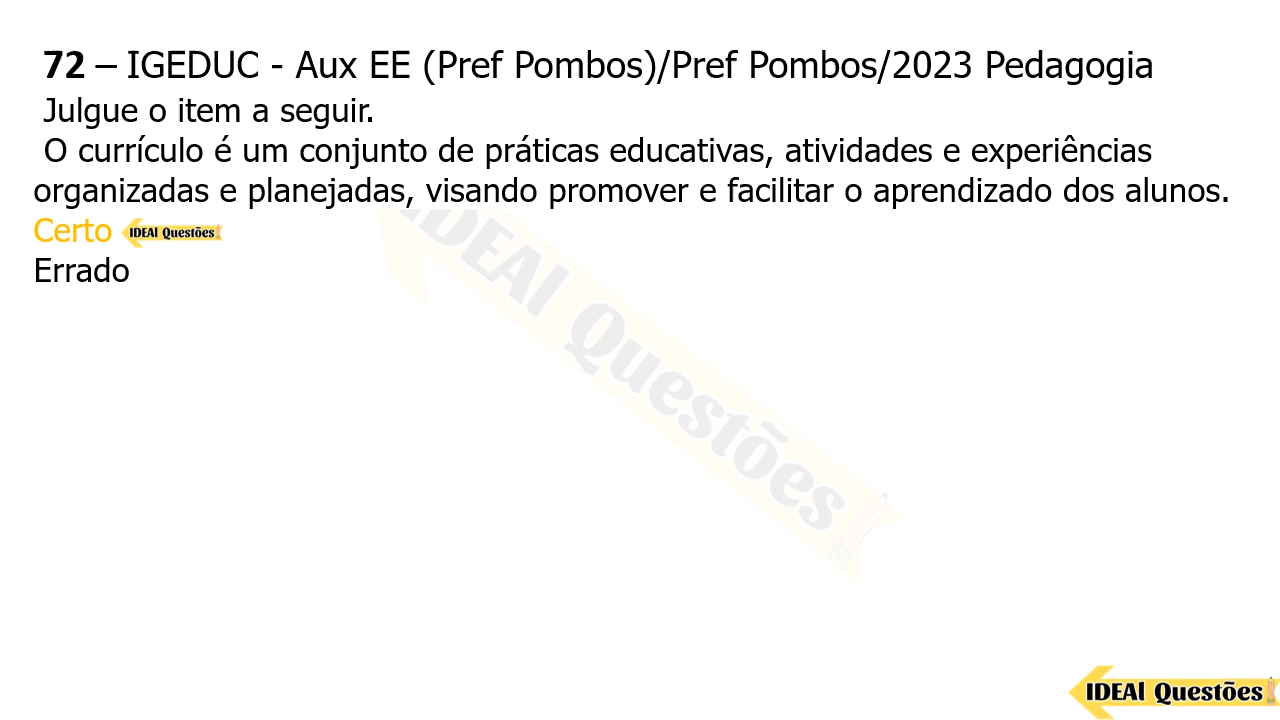 72 – IGEDUC - Aux EE (Pref Pombos)/Pref Pombos/2023 Pedagogia
Julgue o item a seguir.
O currículo é um conjunto de práticas educativas, atividades e experiências
organizadas e planejadas, visando promover e facilitar o aprendizado dos alunos.
Certo IDEAl Questões
Errado
IDEAl Questões
IDEAl Questões